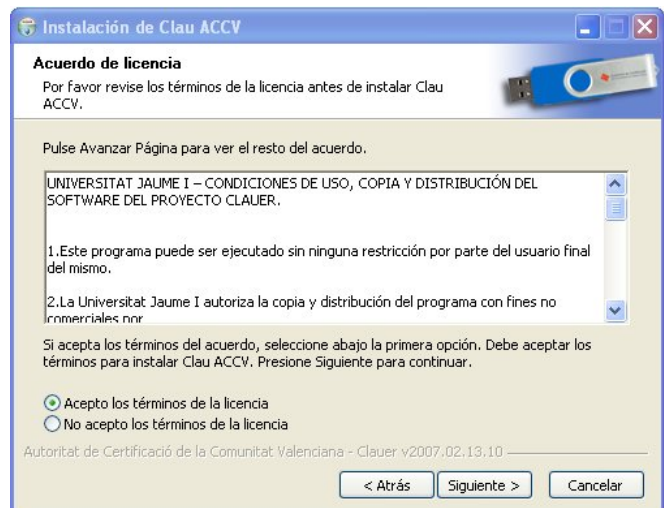 Instalación de Clau ACCV
Acuerdo de licencia
Por favor revise los términos de la licencia antes de instalar Clau
ACCV.
Pulse Avanzar Página para ver el resto del acuerdo.
UNIVERSITAT JAUME I – CONDICIONES DE USO, COPIA Y DISTRIBUCIÓN DEL
SOFTWARE DEL PROYECTO CLAUER.
1.Este programa puede ser ejecutado sin ninguna restricción por parte del usuario final
del mismo.
2.La Universitat Jaume I autoriza la copia y distribución del programa con fines no
comerciales por
Si acepta los términos del acuerdo, seleccione abajo la primera opción. Debe aceptar los
términos para instalar Clau ACCV. Presione Siguiente para continuar.
Acepto los términos de la licencia
No acepto los términos de la licencia
Autoritat de Certificació de la Comunitat Valenciana - Clauer v2007.02.13.10
< Atrás
Siguiente >
Cancelar